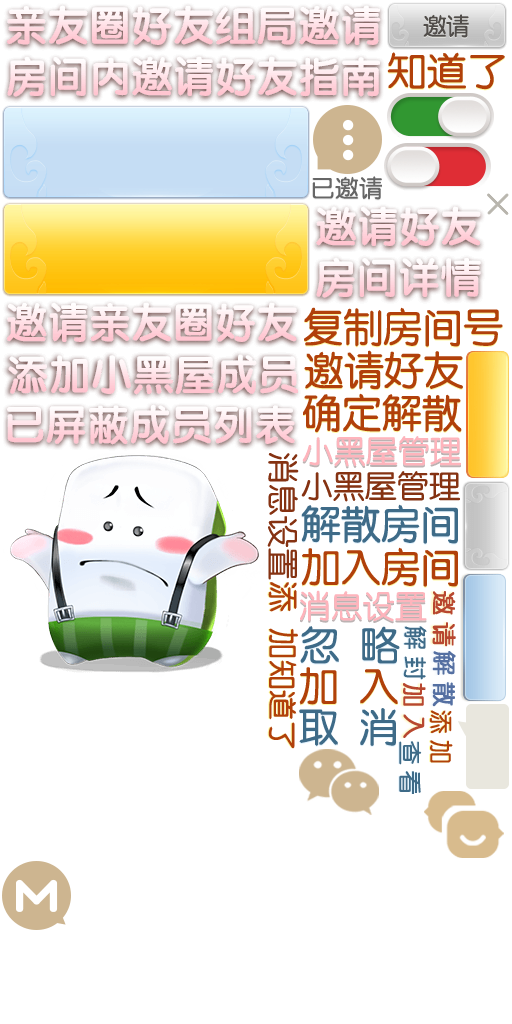 亲友圈好友组局邀请
邀请
房间内邀请好友指南
知道了
已邀请
邀请好友
房间详情
邀请亲友圈好友
复制房间号
添加小黑屋成员
邀请好友
已屏蔽成员列表
确定解散
小黑屋管理
小黑屋管理
消息设置
解散房间
加入房间
添加
消息设置
邀请
忽略
解封
解散
知道了
加入
加入
添加
取消
查看
M